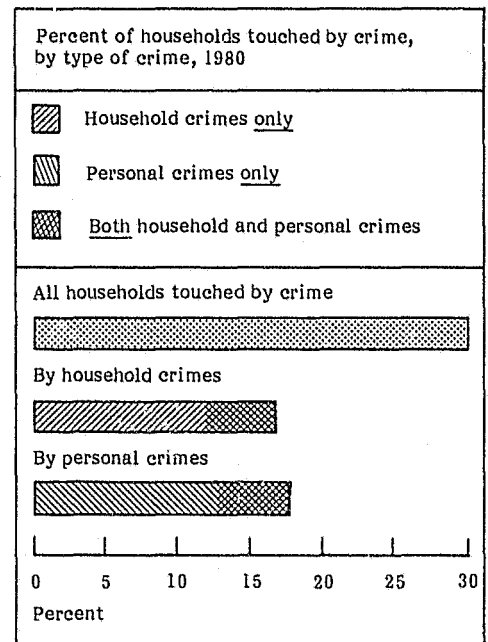 Percent of households touched by crime,
by type of crime, 1980
Household crimes only
Personal crimes only
Both household and personal crimes
All households touched by crime
By household crimes
By personal crimes
0 5 10 15 20 25 30
Percent